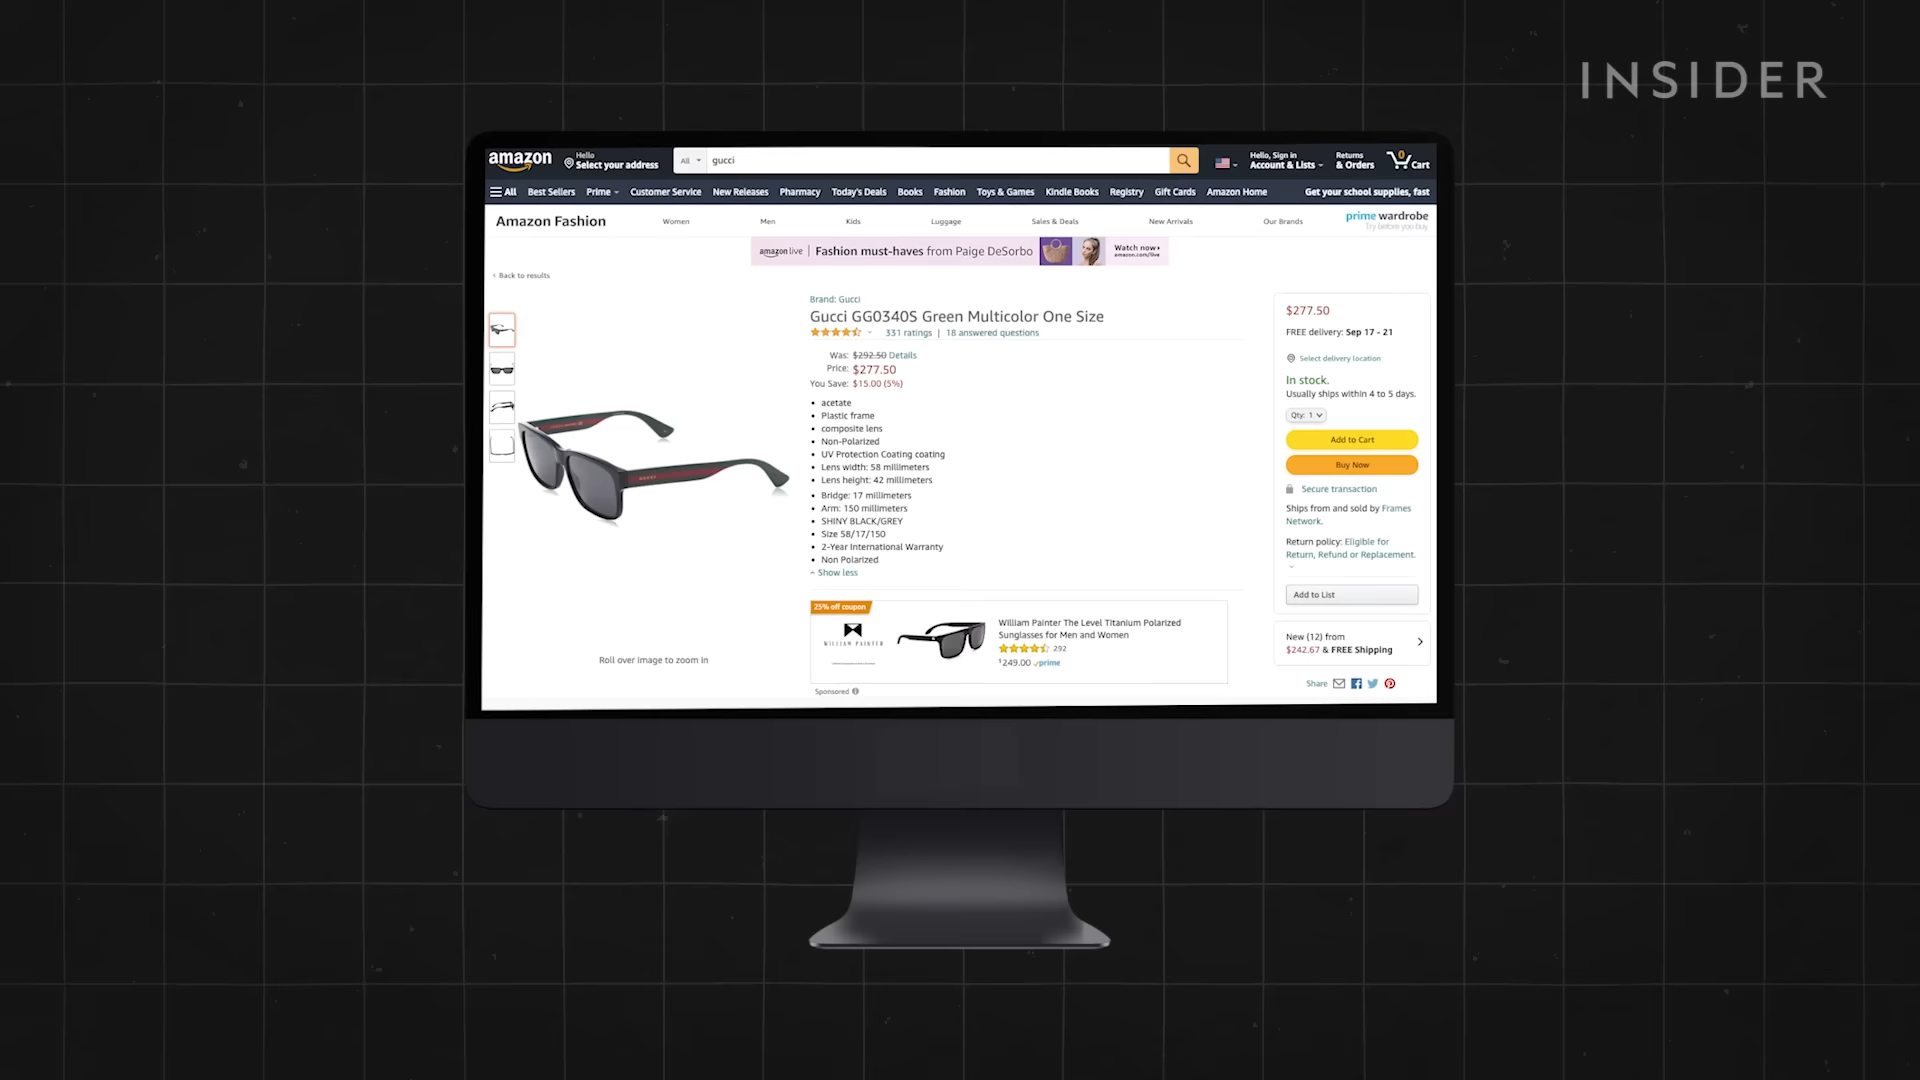 INSIDER
amazon
Hello
Select your address
All
gucci
Hello, Sign in
Account & Lists
Returns
& Orders
0
Cart
All
Best Sellers
Prime
Customer Service
New Releases
Pharmacy
Today's Deals
Books
Fashion
Toys & Games
Kindle Books
Registry
Gift Cards
Amazon Home
Get your school supplies, fast
Amazon Fashion
Women
Men
Kids
Luggage
Sales & Deals
New Arrivals
Our Brands
prime wardrobe
Try before you buy
amazon live | Fashion must-haves from Paige DeSorbo
Watch now
amazon.com/live
‹ Back to results
Brand: Gucci
Gucci GG0340S Green Multicolor One Size
331 ratings | 18 answered questions
Was: $292.50 Details
Price: $277.50
You Save: $15.00 (5%)
• acetate
• Plastic frame
• composite lens
• Non-Polarized
• UV Protection Coating coating
• Lens width: 58 millimeters
• Lens height: 42 millimeters
• Bridge: 17 millimeters
• Arm: 150 millimeters
• SHINY BLACK/GREY
• Size 58/17/150
• 2-Year International Warranty
• Non Polarized
Show less
Roll over image to zoom in
25% off coupon
WILLIAM PAINTER
William Painter The Level Titanium Polarized
Sunglasses for Men and Women
292
$249.00 prime
Sponsored
$277.50
FREE delivery: Sep 17 - 21
Select delivery location
In stock.
Usually ships within 4 to 5 days.
Qty: 1
Add to Cart
Buy Now
Secure transaction
Ships from and sold by Frames
Network.
Return policy: Eligible for
Return, Refund or Replacement.
Add to List
New (12) from
$242.67 & FREE Shipping
Share